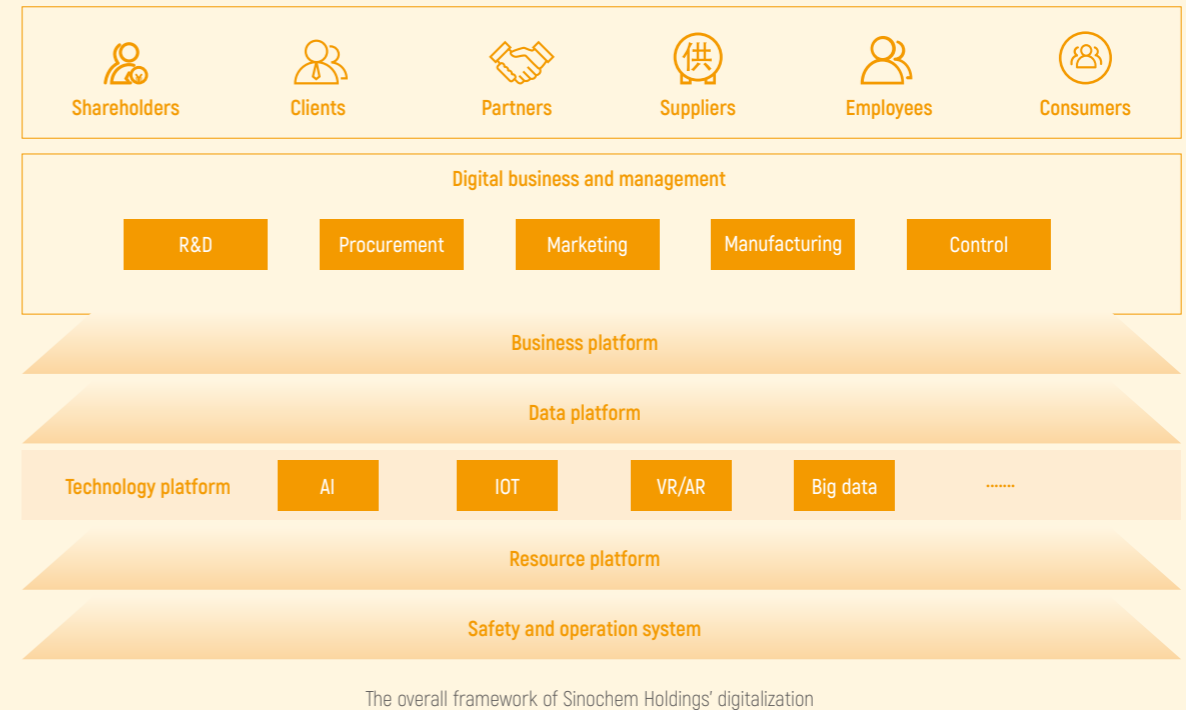 供
Shareholders Clients Partners Suppliers Employees Consumers
Digital business and management
R&D Procurement Marketing Manufacturing Control
Business platform
Data platform
Technology platform AI IOT VR/AR Big data .......
Resource platform
Safety and operation system
The overall framework of Sinochem Holdings' digitalization